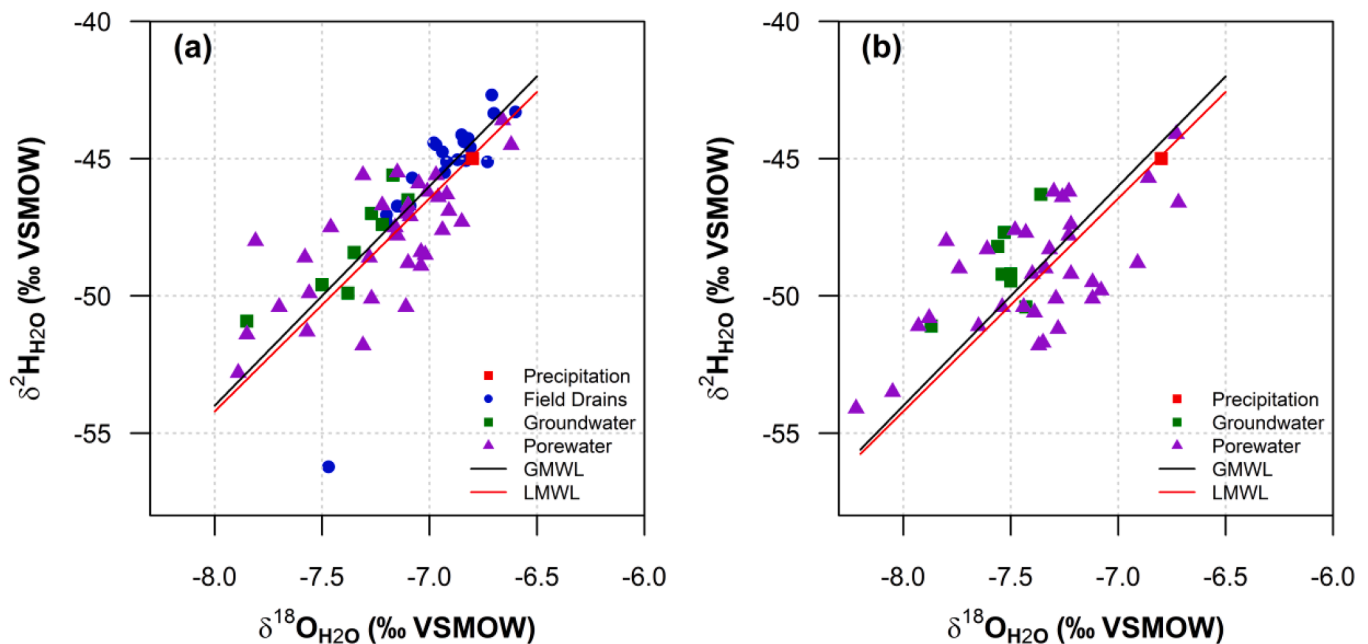 (a)
-40
-45
-50
-55
δ²H_H2O (‰ VSMOW)
Precipitation
Field Drains
Groundwater
Porewater
GMWL
LMWL
-8.0 -7.5 -7.0 -6.5 -6.0
δ¹⁸O_H2O (‰ VSMOW)
(b)
-40
-45
-50
-55
δ²H_H2O (‰ VSMOW)
Precipitation
Groundwater
Porewater
GMWL
LMWL
-8.0 -7.5 -7.0 -6.5 -6.0
δ¹⁸O_H2O (‰ VSMOW)